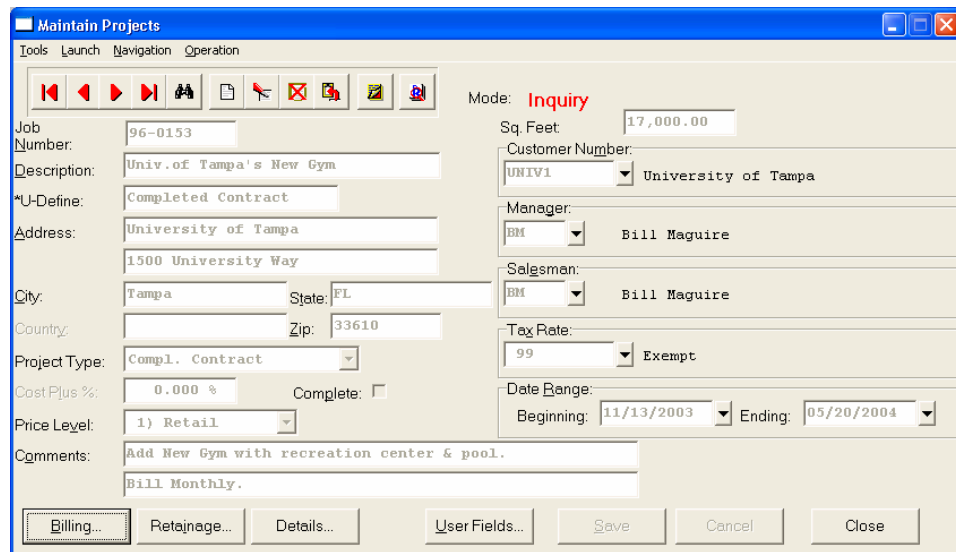 Maintain Projects
Tools Launch Navigation Operation
Mode: Inquiry
Job Number: 96-0153
Sq. Feet: 17,000.00
Description: Univ.of Tampa's New Gym
Customer Number:
UNIV1 University of Tampa
*U-Define: Completed Contract
Manager:
BM Bill Maguire
Address: University of Tampa
1500 University Way
Salesman:
BM Bill Maguire
City: Tampa State: FL
Country: Zip: 33610
Tax Rate:
99 Exempt
Project Type: Compl. Contract
Cost Plus %: 0.000 % Complete:
Date Range:
Beginning: 11/13/2003 Ending: 05/20/2004
Price Level: 1) Retail
Comments: Add New Gym with recreation center & pool.
Bill Monthly.
Billing... Retainage... Details... User Fields... Save Cancel Close